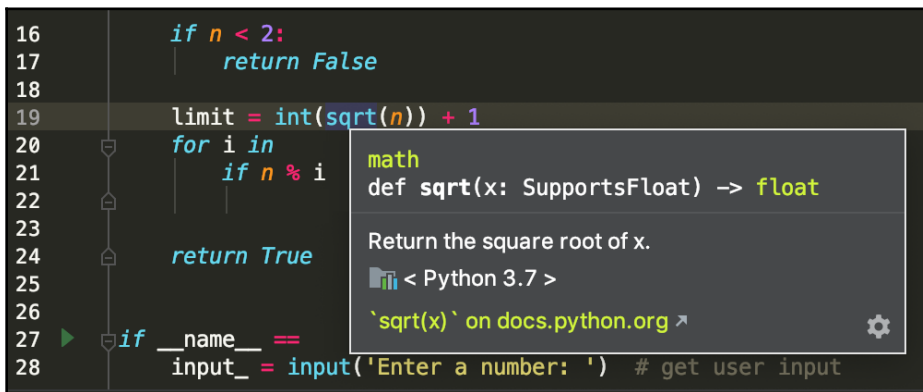 16 if n < 2:
17 return False
18
19 limit = int(sqrt(n)) + 1
20 for i in
21 if n % i
22
23
24 return True
25
26
27 if __name__ ==
28 input_ = input('Enter a number: ') # get user input
math
def sqrt(x: SupportsFloat) -> float
Return the square root of x.
< Python 3.7 >
`sqrt(x)` on docs.python.org ↗